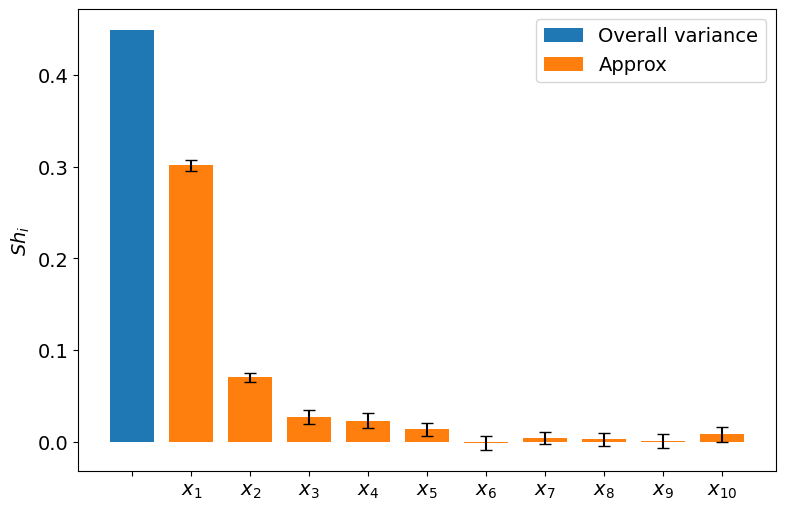 Overall variance
Approx
Sh_i
0.4
0.3
0.2
0.1
0.0
x_1 x_2 x_3 x_4 x_5 x_6 x_7 x_8 x_9 x_10